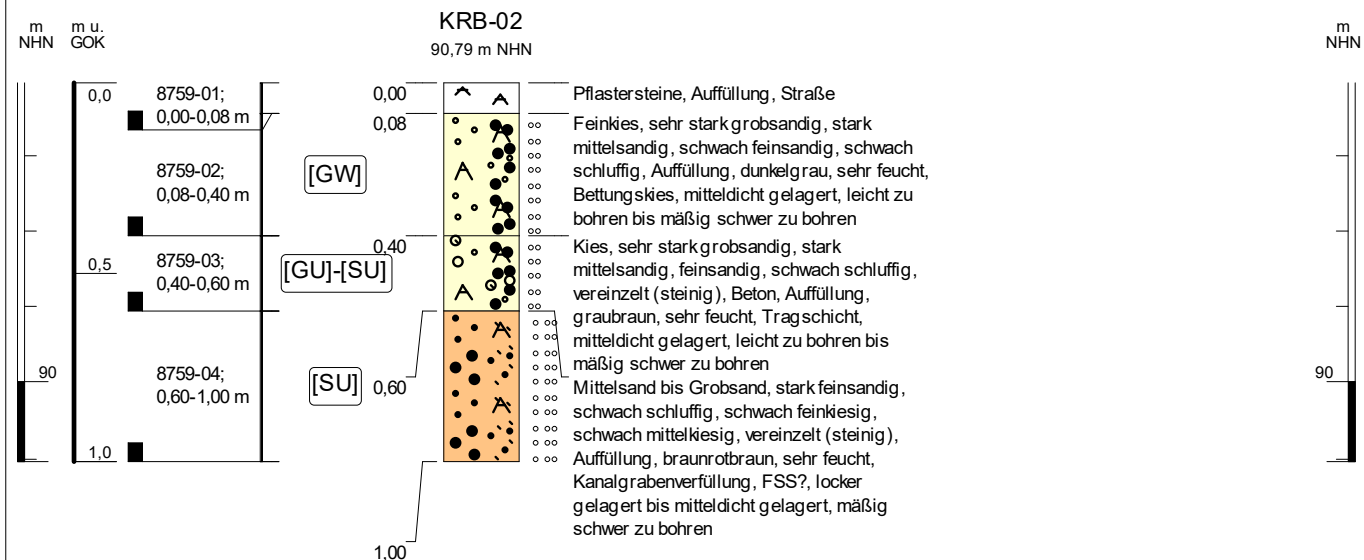 KRB-02
90,79 m NHN
m
NHN
m u.
GOK
m
NHN
0,0
0,5
1,0
90
90
8759-01;
0,00-0,08 m
8759-02;
0,08-0,40 m
8759-03;
0,40-0,60 m
8759-04;
0,60-1,00 m
[GW]
[GU]-[SU]
[SU]
0,00
0,08
0,40
0,60
1,00
Pflastersteine, Auffüllung, Straße
Feinkies, sehr stark grobsandig, stark
mittelsandig, schwach feinsandig, schwach
schluffig, Auffüllung, dunkelgrau, sehr feucht,
Bettungskies, mitteldicht gelagert, leicht zu
bohren bis mäßig schwer zu bohren
Kies, sehr stark grobsandig, stark
mittelsandig, feinsandig, schwach schluffig,
vereinzelt (steinig), Beton, Auffüllung,
graubraun, sehr feucht, Tragschicht,
mitteldicht gelagert, leicht zu bohren bis
mäßig schwer zu bohren
Mittelsand bis Grobsand, stark feinsandig,
schwach schluffig, schwach feinkiesig,
schwach mittelkiesig, vereinzelt (steinig),
Auffüllung, braunrotbraun, sehr feucht,
Kanalgrabenverfüllung, FSS?, locker
gelagert bis mitteldicht gelagert, mäßig
schwer zu bohren